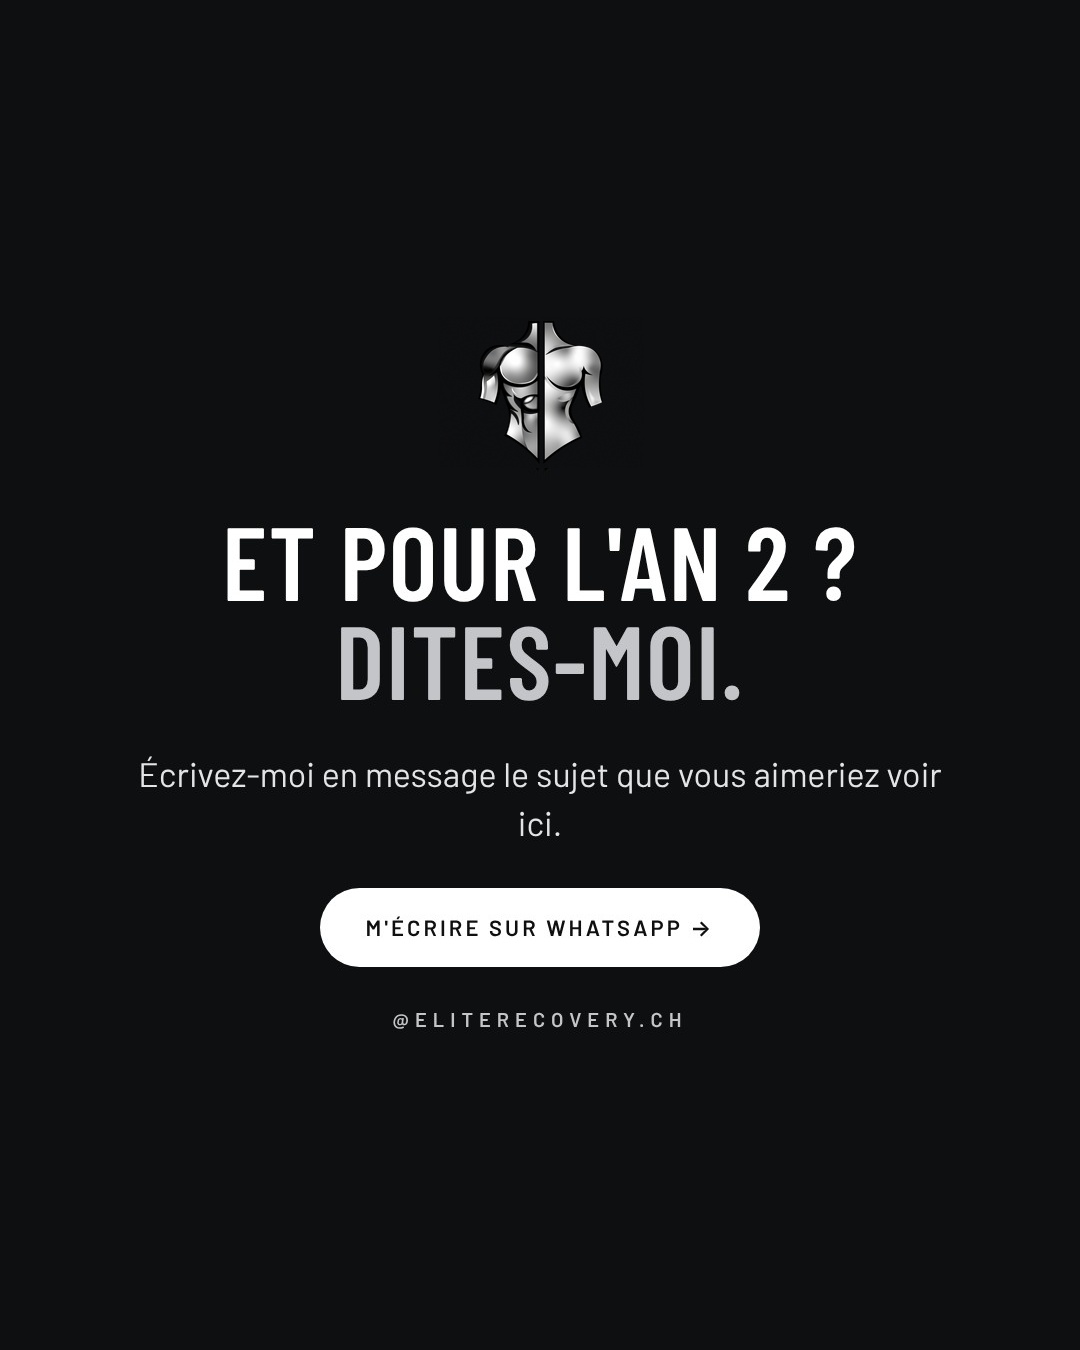 ET POUR L'AN 2 ?
DITES-MOI.
Écrivez-moi en message le sujet que vous aimeriez voir
ici.
M'ÉCRIRE SUR WHATSAPP →
@ELITERECOVERY.CH